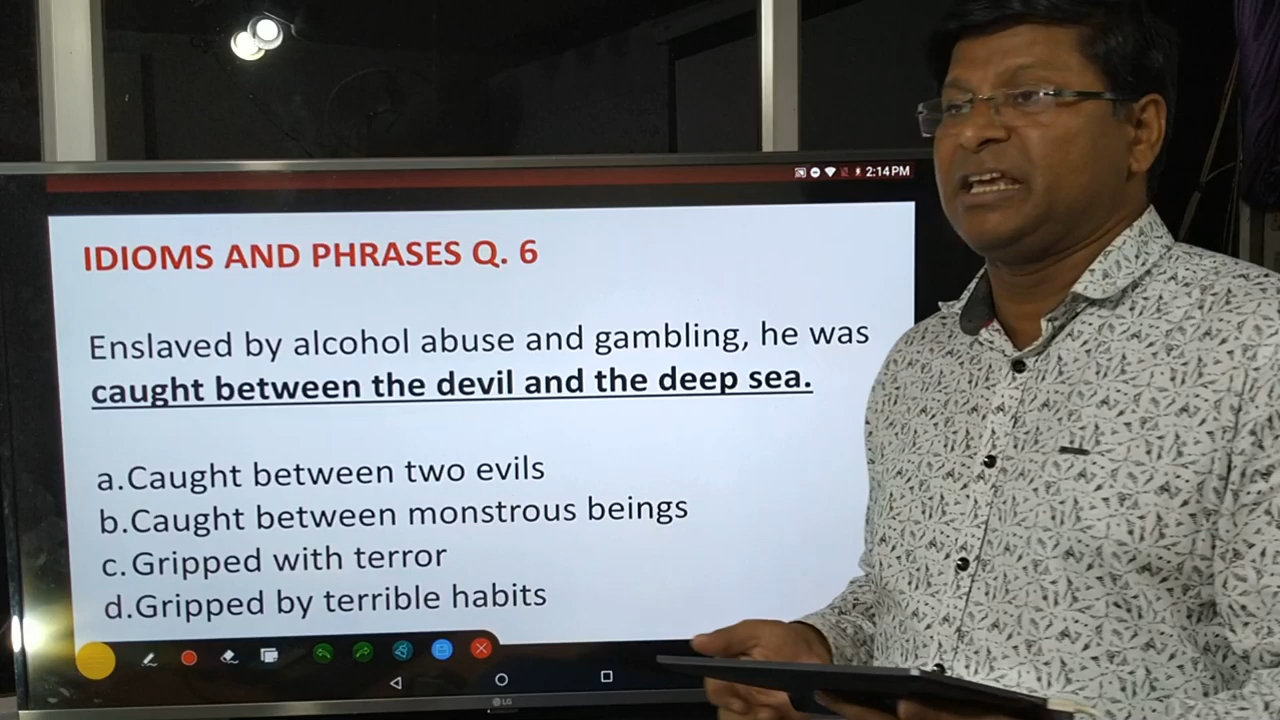 2:14 PM
IDIOMS AND PHRASES Q. 6
Enslaved by alcohol abuse and gambling, he was
caught between the devil and the deep sea.
a.Caught between two evils
b.Caught between monstrous beings
c.Gripped with terror
d.Gripped by terrible habits
LG